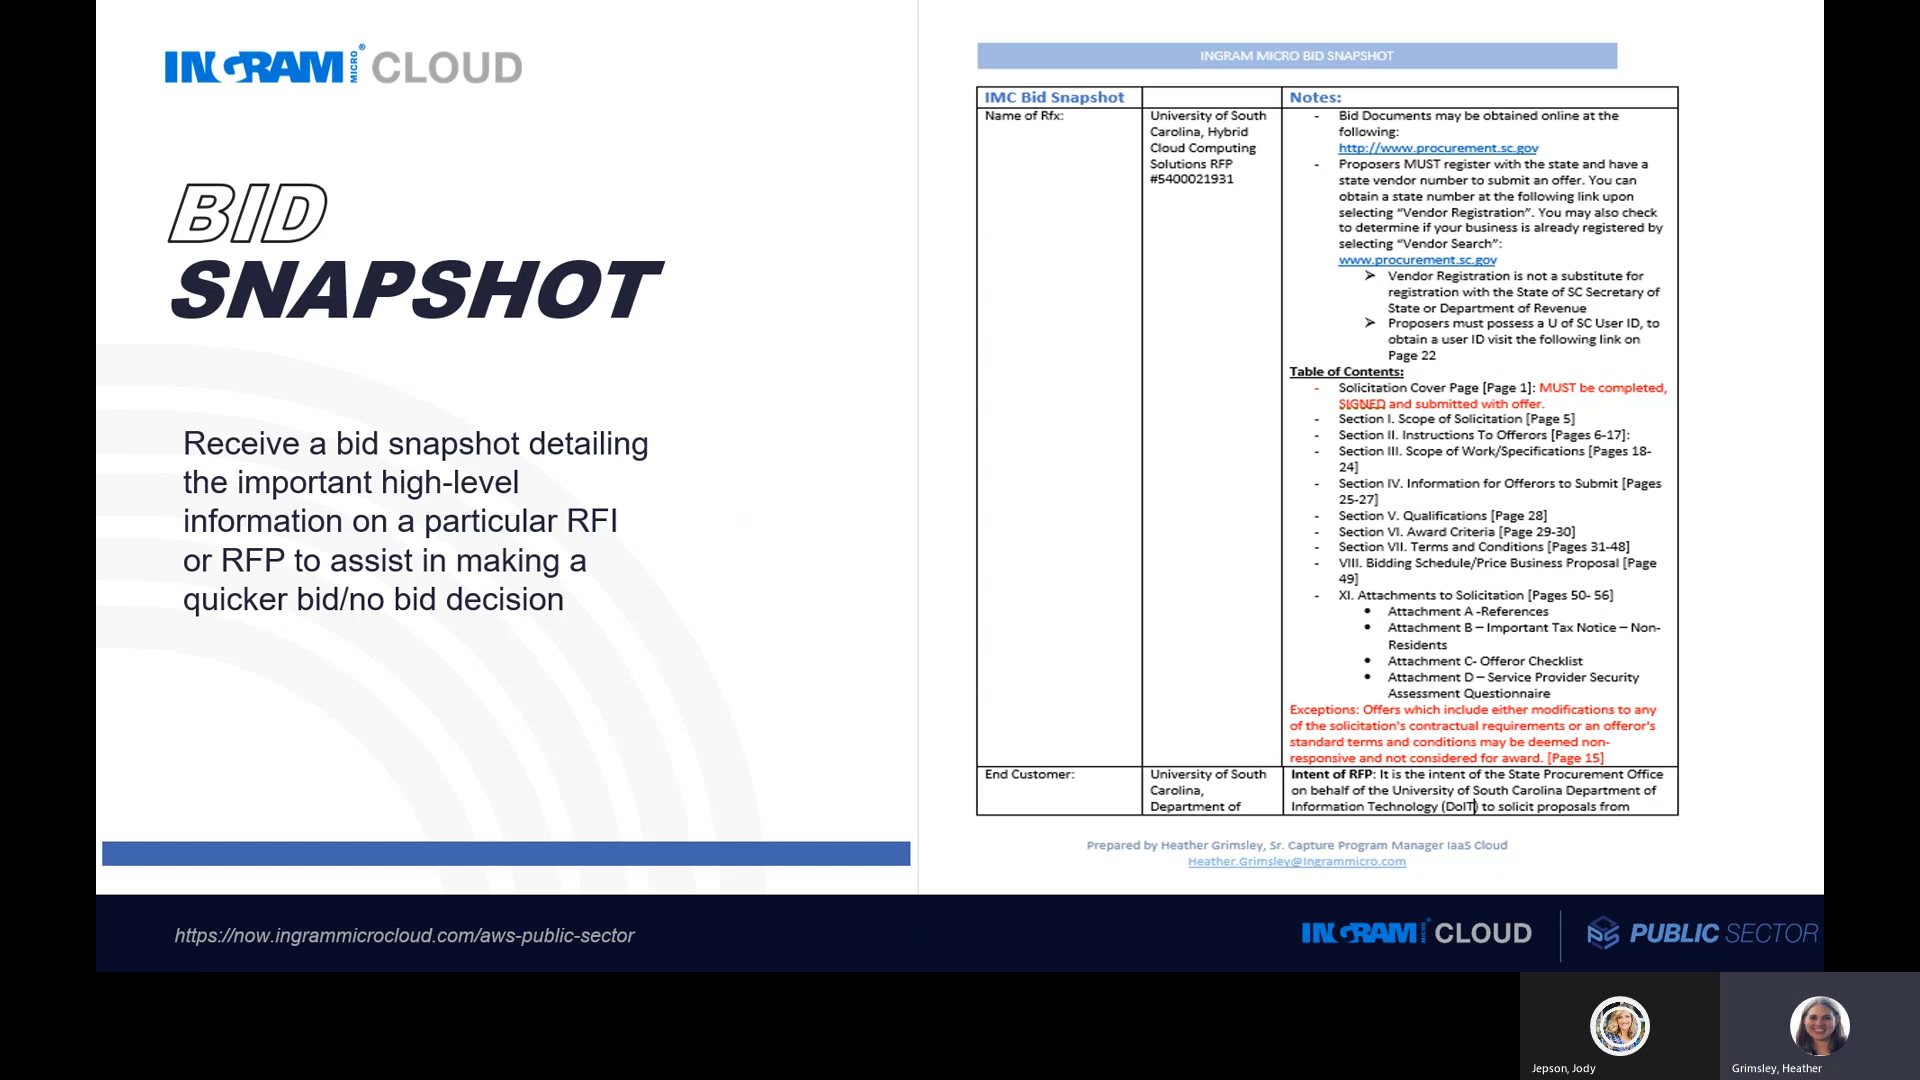 INGRAM MICRO® CLOUD
BID
SNAPSHOT
Receive a bid snapshot detailing
the important high-level
information on a particular RFI
or RFP to assist in making a
quicker bid/no bid decision
INGRAM MICRO BID SNAPSHOT
IMC Bid Snapshot
Notes:
Name of Rfx:
University of South
Carolina, Hybrid
Cloud Computing
Solutions RFP
#5400021931
- Bid Documents may be obtained online at the
following:
http://www.procurement.sc.gov
- Proposers MUST register with the state and have a
state vendor number to submit an offer. You can
obtain a state number at the following link upon
selecting “Vendor Registration”. You may also check
to determine if your business is already registered by
selecting “Vendor Search”:
www.procurement.sc.gov
➢ Vendor Registration is not a substitute for
registration with the State of SC Secretary of
State or Department of Revenue
➢ Proposers must possess a U of SC User ID, to
obtain a user ID visit the following link on
Page 22
Table of Contents:
- Solicitation Cover Page [Page 1]: MUST be completed,
SIGNED and submitted with offer.
- Section I. Scope of Solicitation [Page 5]
- Section II. Instructions To Offerors [Pages 6-17]:
- Section III. Scope of Work/Specifications [Pages 18-
24]
- Section IV. Information for Offerors to Submit [Pages
25-27]
- Section V. Qualifications [Page 28]
- Section VI. Award Criteria [Page 29-30]
- Section VII. Terms and Conditions [Pages 31-48]
- VIII. Bidding Schedule/Price Business Proposal [Page
49]
- XI. Attachments to Solicitation [Pages 50- 56]
• Attachment A -References
• Attachment B – Important Tax Notice – Non-
Residents
• Attachment C- Offeror Checklist
• Attachment D – Service Provider Security
Assessment Questionnaire
Exceptions: Offers which include either modifications to any
of the solicitation's contractual requirements or an offeror's
standard terms and conditions may be deemed non-
responsive and not considered for award. [Page 15]
End Customer:
University of South
Carolina,
Department of
Intent of RFP: It is the intent of the State Procurement Office
on behalf of the University of South Carolina Department of
Information Technology (DoIT) to solicit proposals from
Prepared by Heather Grimsley, Sr. Capture Program Manager IaaS Cloud
Heather.Grimsley@Ingrammicro.com
https://now.ingrammicrocloud.com/aws-public-sector
INGRAM MICRO® CLOUD
PS PUBLIC SECTOR
Jepson, Jody
Grimsley, Heather